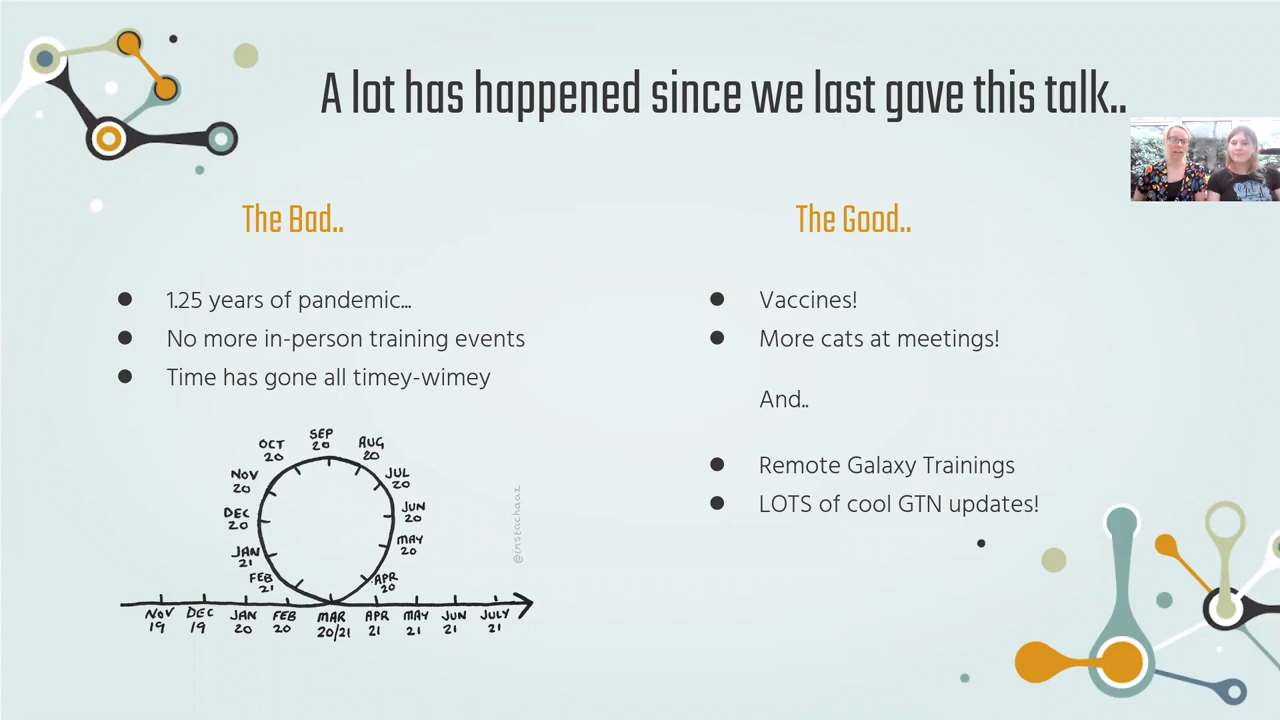 A lot has happened since we last gave this talk..
The Bad..
1.25 years of pandemic...
No more in-person training events
Time has gone all timey-wimey
SEP
20
OCT
20
AUG
20
NOV
20
JUL
20
DEC
20
JUN
20
JAN
21
MAY
20
FEB
21
APR
20
NOV
19
DEC
19
JAN
20
FEB
20
MAR
20/21
APR
21
MAY
21
JUN
21
JULY
21
@instachaaz
The Good..
Vaccines!
More cats at meetings!
And..
Remote Galaxy Trainings
LOTS of cool GTN updates!